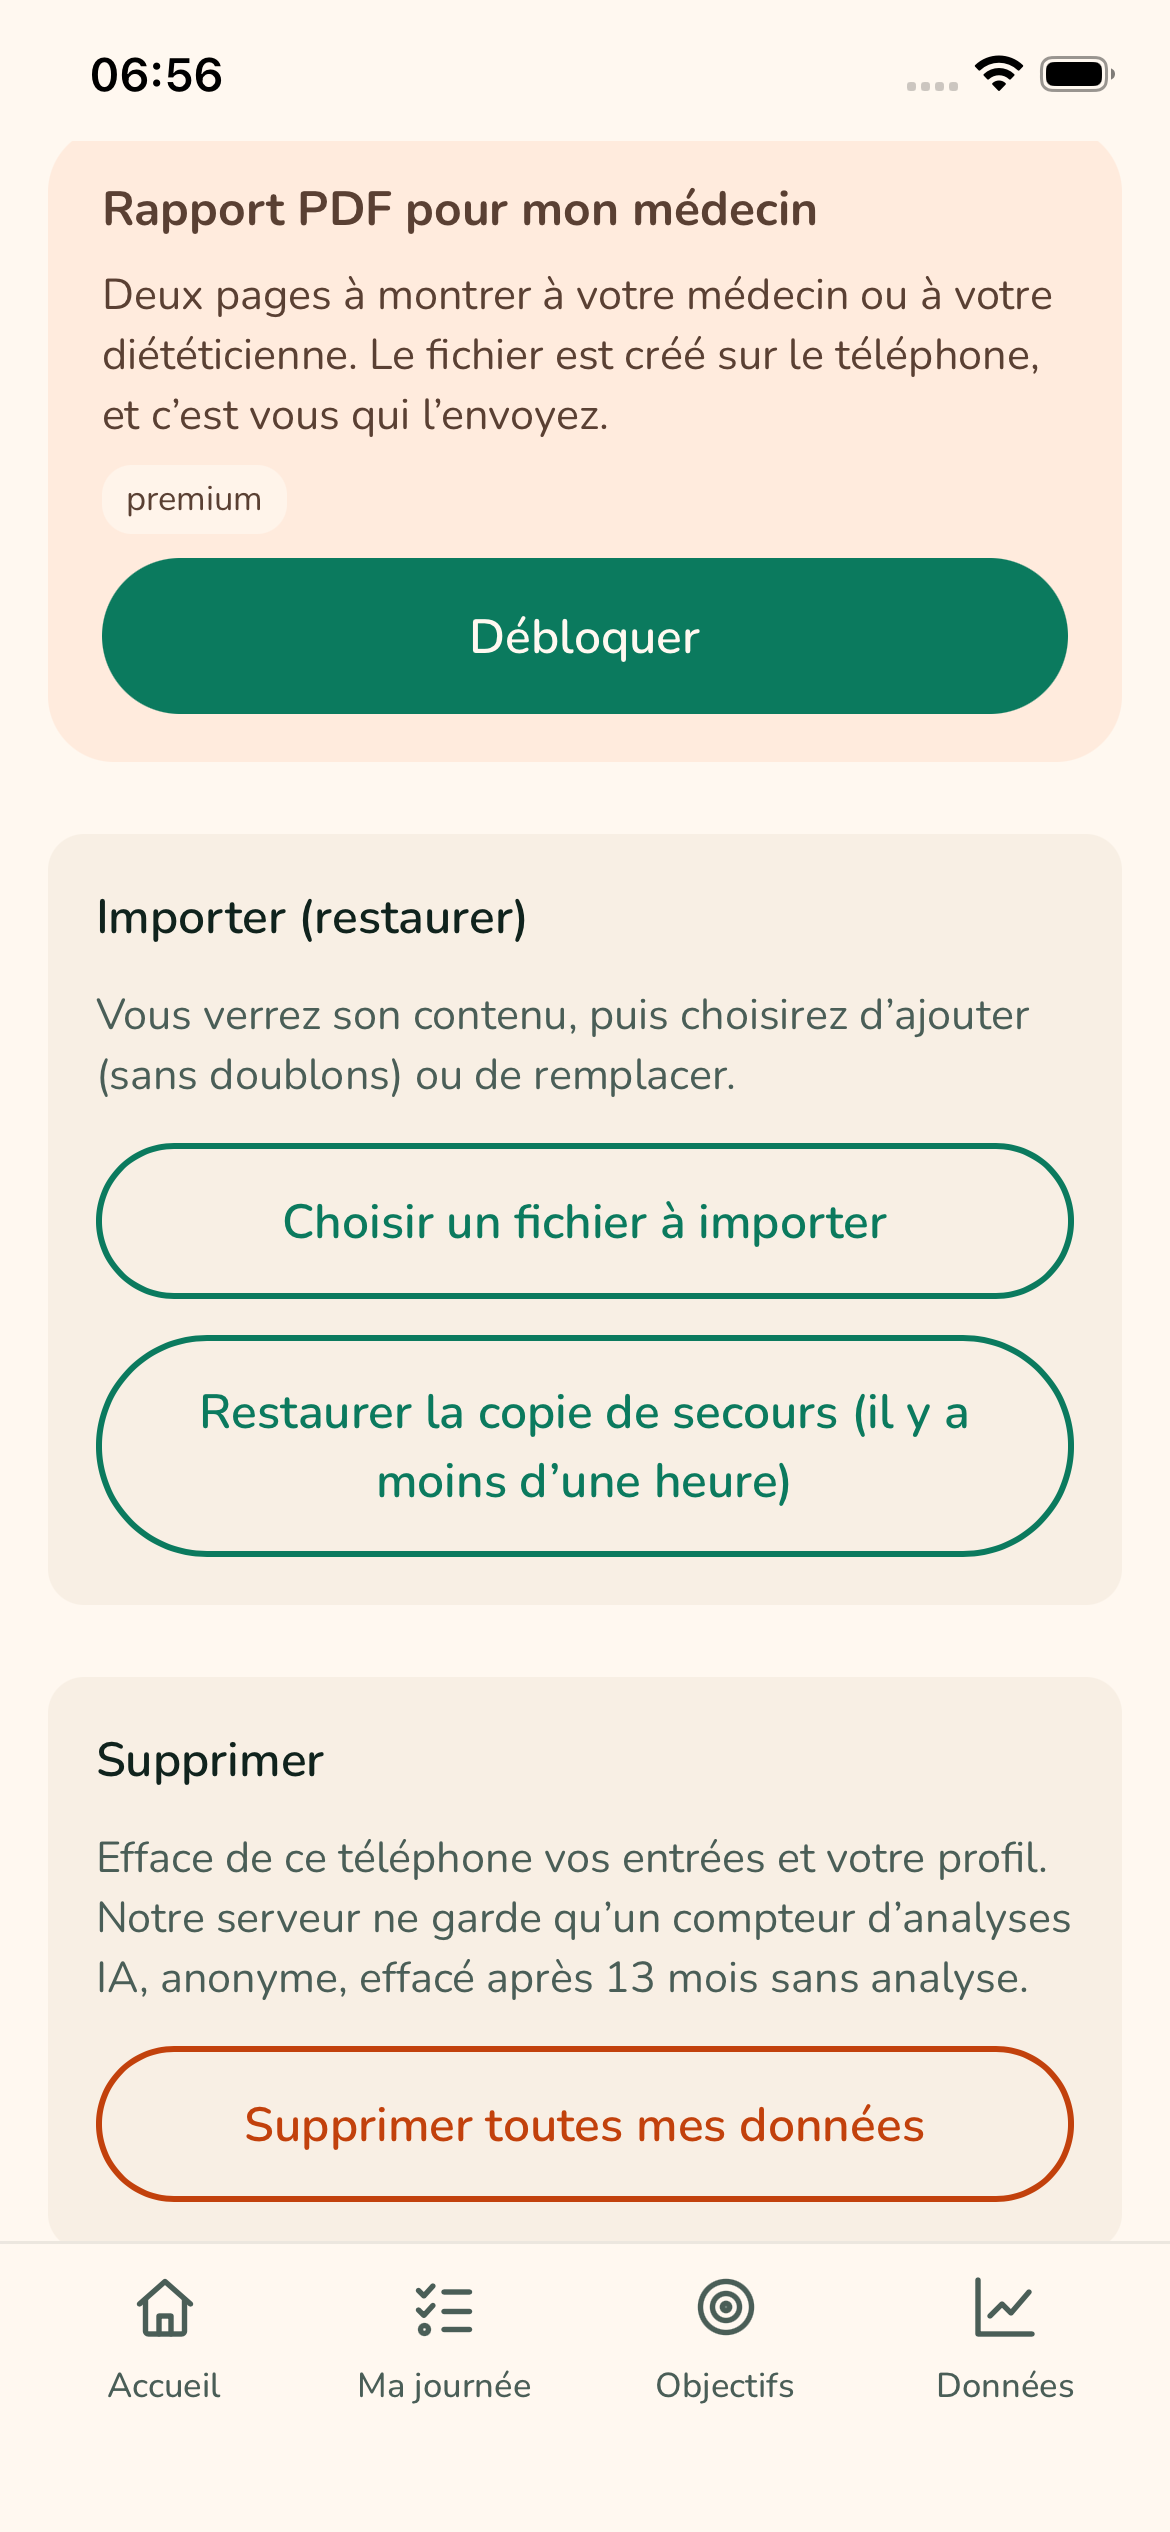 06:56
Rapport PDF pour mon médecin
Deux pages à montrer à votre médecin ou à votre
diététicienne. Le fichier est créé sur le téléphone,
et c’est vous qui l’envoyez.
premium
Débloquer
Importer (restaurer)
Vous verrez son contenu, puis choisirez d’ajouter
(sans doublons) ou de remplacer.
Choisir un fichier à importer
Restaurer la copie de secours (il y a
moins d’une heure)
Supprimer
Efface de ce téléphone vos entrées et votre profil.
Notre serveur ne garde qu’un compteur d’analyses
IA, anonyme, effacé après 13 mois sans analyse.
Supprimer toutes mes données
Accueil
Ma journée
Objectifs
Données